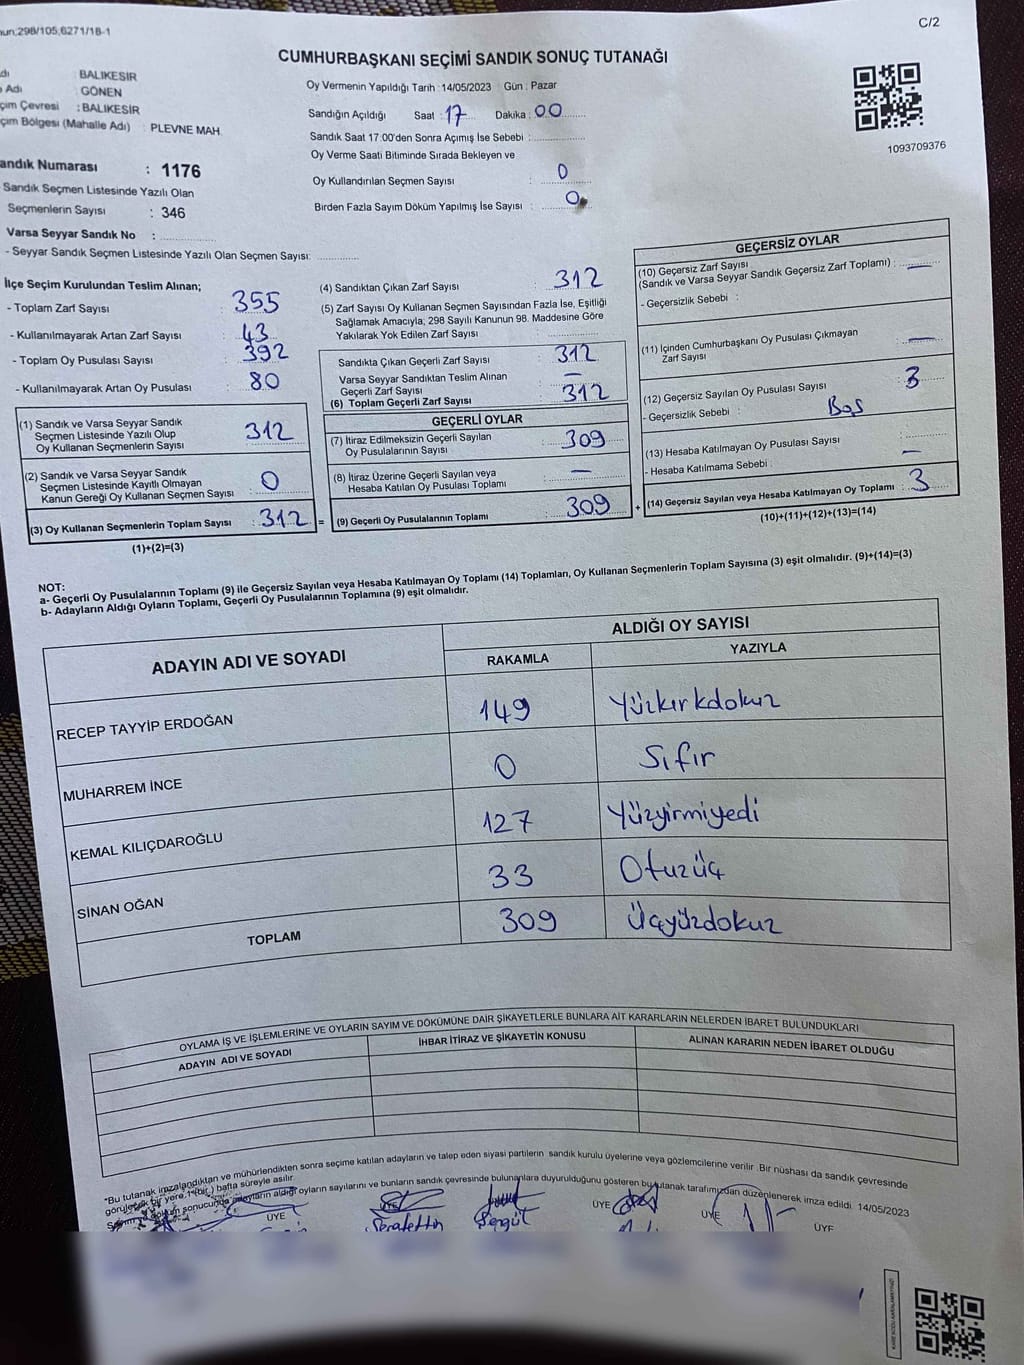 298/105,6271/18-1
C/2
CUMHURBAŞKANI SEÇİMİ SANDIK SONUÇ TUTANAĞI
: BALIKESİR
Adı : GÖNEN
Çevresi : BALIKESİR
Bölgesi (Mahalle Adı) : PLEVNE MAH.
Oy Vermenin Yapıldığı Tarih :14/05/2023 Gün : Pazar
Sandığın Açıldığı Saat : 17 Dakika : 00
Sandık Saat 17:00'den Sonra Açımış İse Sebebi :
Oy Verme Saati Bitiminde Sırada Bekleyen ve
Oy Kullandırılan Seçmen Sayısı : 0
Birden Fazla Sayım Döküm Yapılmış İse Sayısı : 0
1093709376
Sandık Numarası : 1176
Sandık Seçmen Listesinde Yazılı Olan
Seçmenlerin Sayısı : 346
Varsa Seyyar Sandık No :
- Seyyar Sandık Seçmen Listesinde Yazılı Olan Seçmen Sayısı:
İlçe Seçim Kurulundan Teslim Alınan;
- Toplam Zarf Sayısı : 355
- Kullanılmayarak Artan Zarf Sayısı : 43
- Toplam Oy Pusulası Sayısı : 392
- Kullanılmayarak Artan Oy Pusulası : 80
(1) Sandık ve Varsa Seyyar Sandık
Seçmen Listesinde Yazılı Olup
Oy Kullanan Seçmenlerin Sayısı : 312
(2) Sandık ve Varsa Seyyar Sandık
Seçmen Listesinde Kayıtlı Olmayan
Kanun Gereği Oy Kullanan Seçmen Sayısı : 0
(3) Oy Kullanan Seçmenlerin Toplam Sayısı : 312 =
(1)+(2)=(3)
(4) Sandıktan Çıkan Zarf Sayısı : 312
(5) Zarf Sayısı Oy Kullanan Seçmen Sayısından Fazla İse, Eşitliği
Sağlamak Amacıyla; 298 Sayılı Kanunun 98. Maddesine Göre
Yakılarak Yok Edilen Zarf Sayısı :
Sandıkta Çıkan Geçerli Zarf Sayısı : 312
Varsa Seyyar Sandıktan Teslim Alınan
Geçerli Zarf Sayısı : —
(6) Toplam Geçerli Zarf Sayısı : 312
GEÇERLİ OYLAR
(7) İtiraz Edilmeksizin Geçerli Sayılan
Oy Pusulalarının Sayısı : 309
(8) İtiraz Üzerine Geçerli Sayılan veya
Hesaba Katılan Oy Pusulası Toplamı : —
(9) Geçerli Oy Pusulalarının Toplamı : 309 +
GEÇERSİZ OYLAR
(10) Geçersiz Zarf Sayısı
(Sandık ve Varsa Seyyar Sandık Geçersiz Zarf Toplamı) : —
- Geçersizlik Sebebi :
(11) İçinden Cumhurbaşkanı Oy Pusulası Çıkmayan
Zarf Sayısı : —
(12) Geçersiz Sayılan Oy Pusulası Sayısı : 3
- Geçersizlik Sebebi : Boş
(13) Hesaba Katılmayan Oy Pusulası Sayısı :
- Hesaba Katılmama Sebebi : —
(14) Geçersiz Sayılan veya Hesaba Katılmayan Oy Toplamı : 3
(10)+(11)+(12)+(13)=(14)
NOT:
a- Geçerli Oy Pusulalarının Toplamı (9) ile Geçersiz Sayılan veya Hesaba Katılmayan Oy Toplamı (14) Toplamları, Oy Kullanan Seçmenlerin Toplam Sayısına (3) eşit olmalıdır. (9)+(14)=(3)
b- Adayların Aldığı Oyların Toplamı, Geçerli Oy Pusulalarının Toplamına (9) eşit olmalıdır.
ADAYIN ADI VE SOYADI ALDIĞI OY SAYISI
RAKAMLA YAZIYLA
RECEP TAYYİP ERDOĞAN 149 Yüzkırkdokuz
MUHARREM İNCE 0 Sıfır
KEMAL KILIÇDAROĞLU 127 Yüzyirmiyedi
SİNAN OĞAN 33 Otuzüç
TOPLAM 309 Üçyüzdokuz
OYLAMA İŞ VE İŞLEMLERİNE VE OYLARIN SAYIM VE DÖKÜMÜNE DAİR ŞİKAYETLERLE BUNLARA AİT KARARLARIN NELERDEN İBARET BULUNDUKLARI
ADAYIN ADI VE SOYADI İHBAR İTİRAZ VE ŞİKAYETİN KONUSU ALINAN KARARIN NEDEN İBARET OLDUĞU
"Bu tutanak imzalandıktan ve mühürlendikten sonra seçime katılan adayların ve talep eden siyasi partilerin sandık kurulu üyelerine veya gözlemcilerine verilir .Bir nüshası da sandık çevresinde
görülecek bir yere 1 (bir) hafta süreyle asılır.
Sayım sonucunda adayların aldığı oyların sayılarını ve bunların sandık çevresinde bulunanlara duyurulduğunu gösteren bu tutanak tarafımızdan düzenlenerek imza edildi. 14/05/2023
ÜYE ÜYE ÜYE ÜYE ÜYE
Şerafettin Şengül